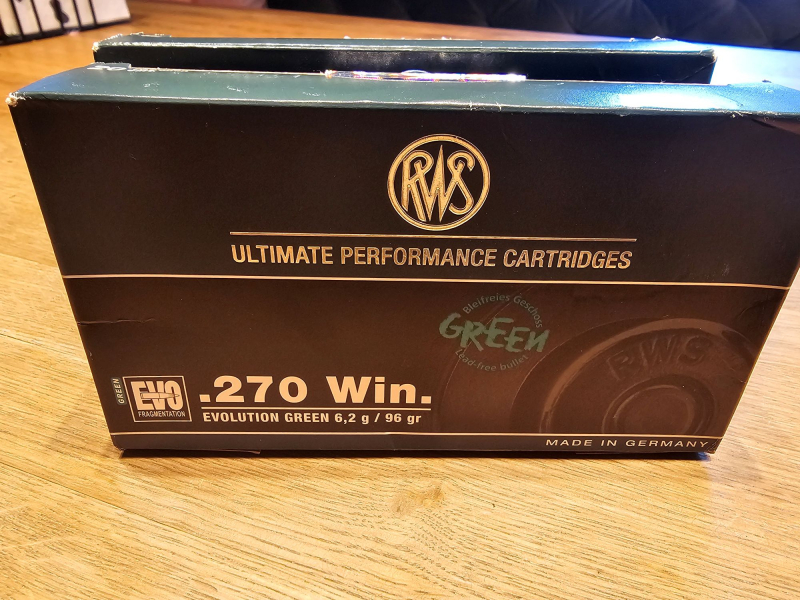 RWS
ULTIMATE PERFORMANCE CARTRIDGES
Bleifreies Geschoss
GREEN
Lead-free bullet
RWS
GREEN
EVO
FRAGMENTATION
.270 Win.
EVOLUTION GREEN 6,2 g / 96 gr
MADE IN GERMANY